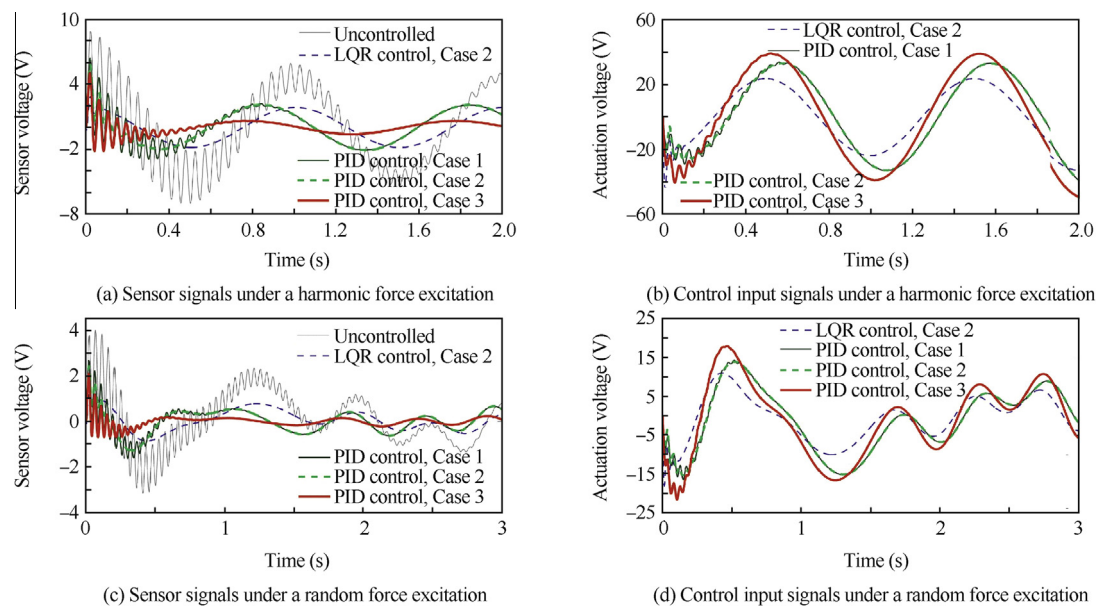 10
4
–2
–8
Sensor voltage (V)
Uncontrolled
LQR control, Case 2
PID control, Case 1
PID control, Case 2
PID control, Case 3
0 0.4 0.8 1.2 1.6 2.0
Time (s)
(a) Sensor signals under a harmonic force excitation
60
20
–20
–60
Actuation voltage (V)
LQR control, Case 2
PID control, Case 1
PID control, Case 2
PID control, Case 3
0 0.4 0.8 1.2 1.6 2.0
Time (s)
(b) Control input signals under a harmonic force excitation
4
2
0
–2
–4
Sensor voltage (V)
Uncontrolled
LQR control, Case 2
PID control, Case 1
PID control, Case 2
PID control, Case 3
0 1 2 3
Time (s)
(c) Sensor signals under a random force excitation
25
15
5
–5
–15
–25
Actuation voltage (V)
LQR control, Case 2
PID control, Case 1
PID control, Case 2
PID control, Case 3
0 1 2 3
Time (s)
(d) Control input signals under a random force excitation